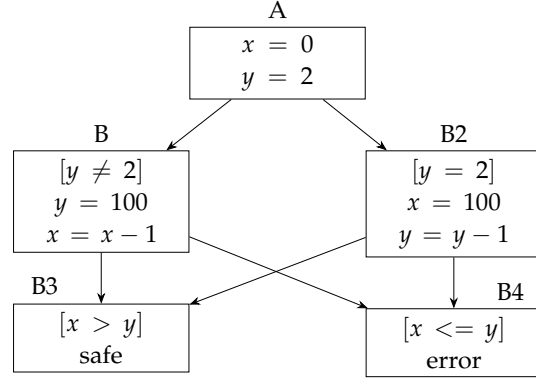 A
x = 0
y = 2
B
[y ≠ 2]
y = 100
x = x − 1
B2
[y = 2]
x = 100
y = y − 1
B3
[x > y]
safe
B4
[x <= y]
error